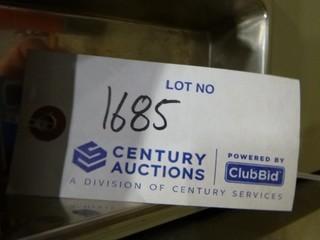 LOT NO
1685
CENTURY
AUCTIONS
POWERED BY
ClubBid
A DIVISION OF CENTURY SERVICES